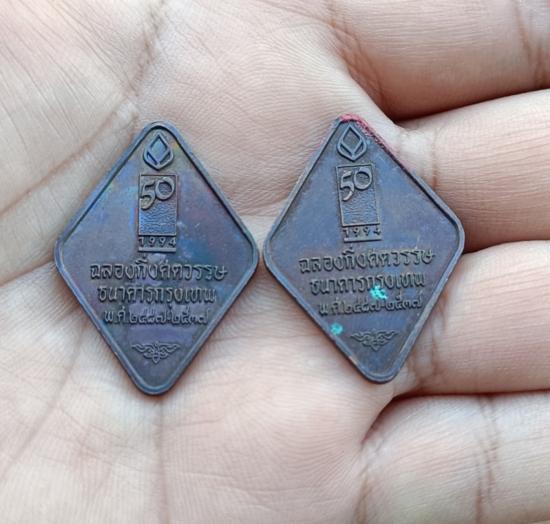 50
1994
ฉลองกึ่งศตวรรษ
ธนาคารกรุงเทพ
พ.ศ.๒๔๘๗-๒๕๓๗
50
1994
ฉลองกึ่งศตวรรษ
ธนาคารกรุงเทพ
พ.ศ.๒๔๘๗-๒๕๓๗